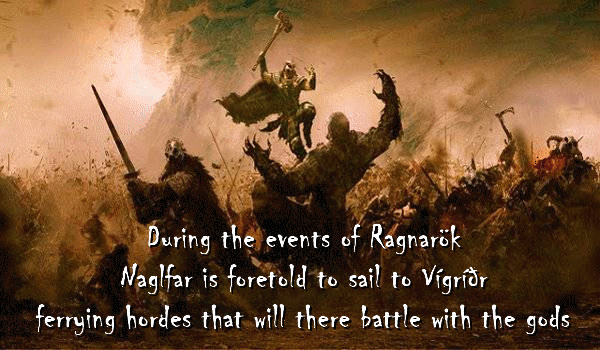 During the events of Ragnarök
Naglfar is foretold to sail to Vígríðr
ferrying hordes that will there battle with the gods